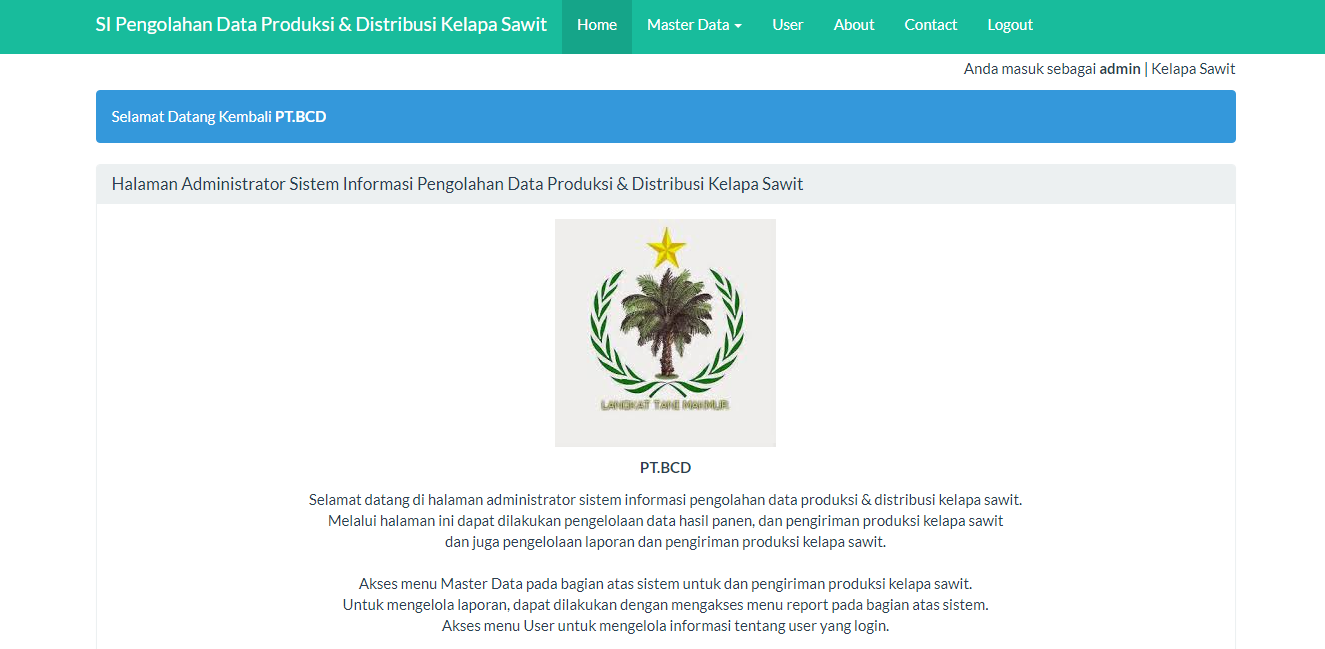 SI Pengolahan Data Produksi & Distribusi Kelapa Sawit Home Master Data User About Contact Logout
Anda masuk sebagai admin | Kelapa Sawit
Selamat Datang Kembali PT.BCD
Halaman Administrator Sistem Informasi Pengolahan Data Produksi & Distribusi Kelapa Sawit
LANGKAT TANI MAKMUR
PT.BCD
Selamat datang di halaman administrator sistem informasi pengolahan data produksi & distribusi kelapa sawit.
Melalui halaman ini dapat dilakukan pengelolaan data hasil panen, dan pengiriman produksi kelapa sawit
dan juga pengelolaan laporan dan pengiriman produksi kelapa sawit.
Akses menu Master Data pada bagian atas sistem untuk dan pengiriman produksi kelapa sawit.
Untuk mengelola laporan, dapat dilakukan dengan mengakses menu report pada bagian atas sistem.
Akses menu User untuk mengelola informasi tentang user yang login.